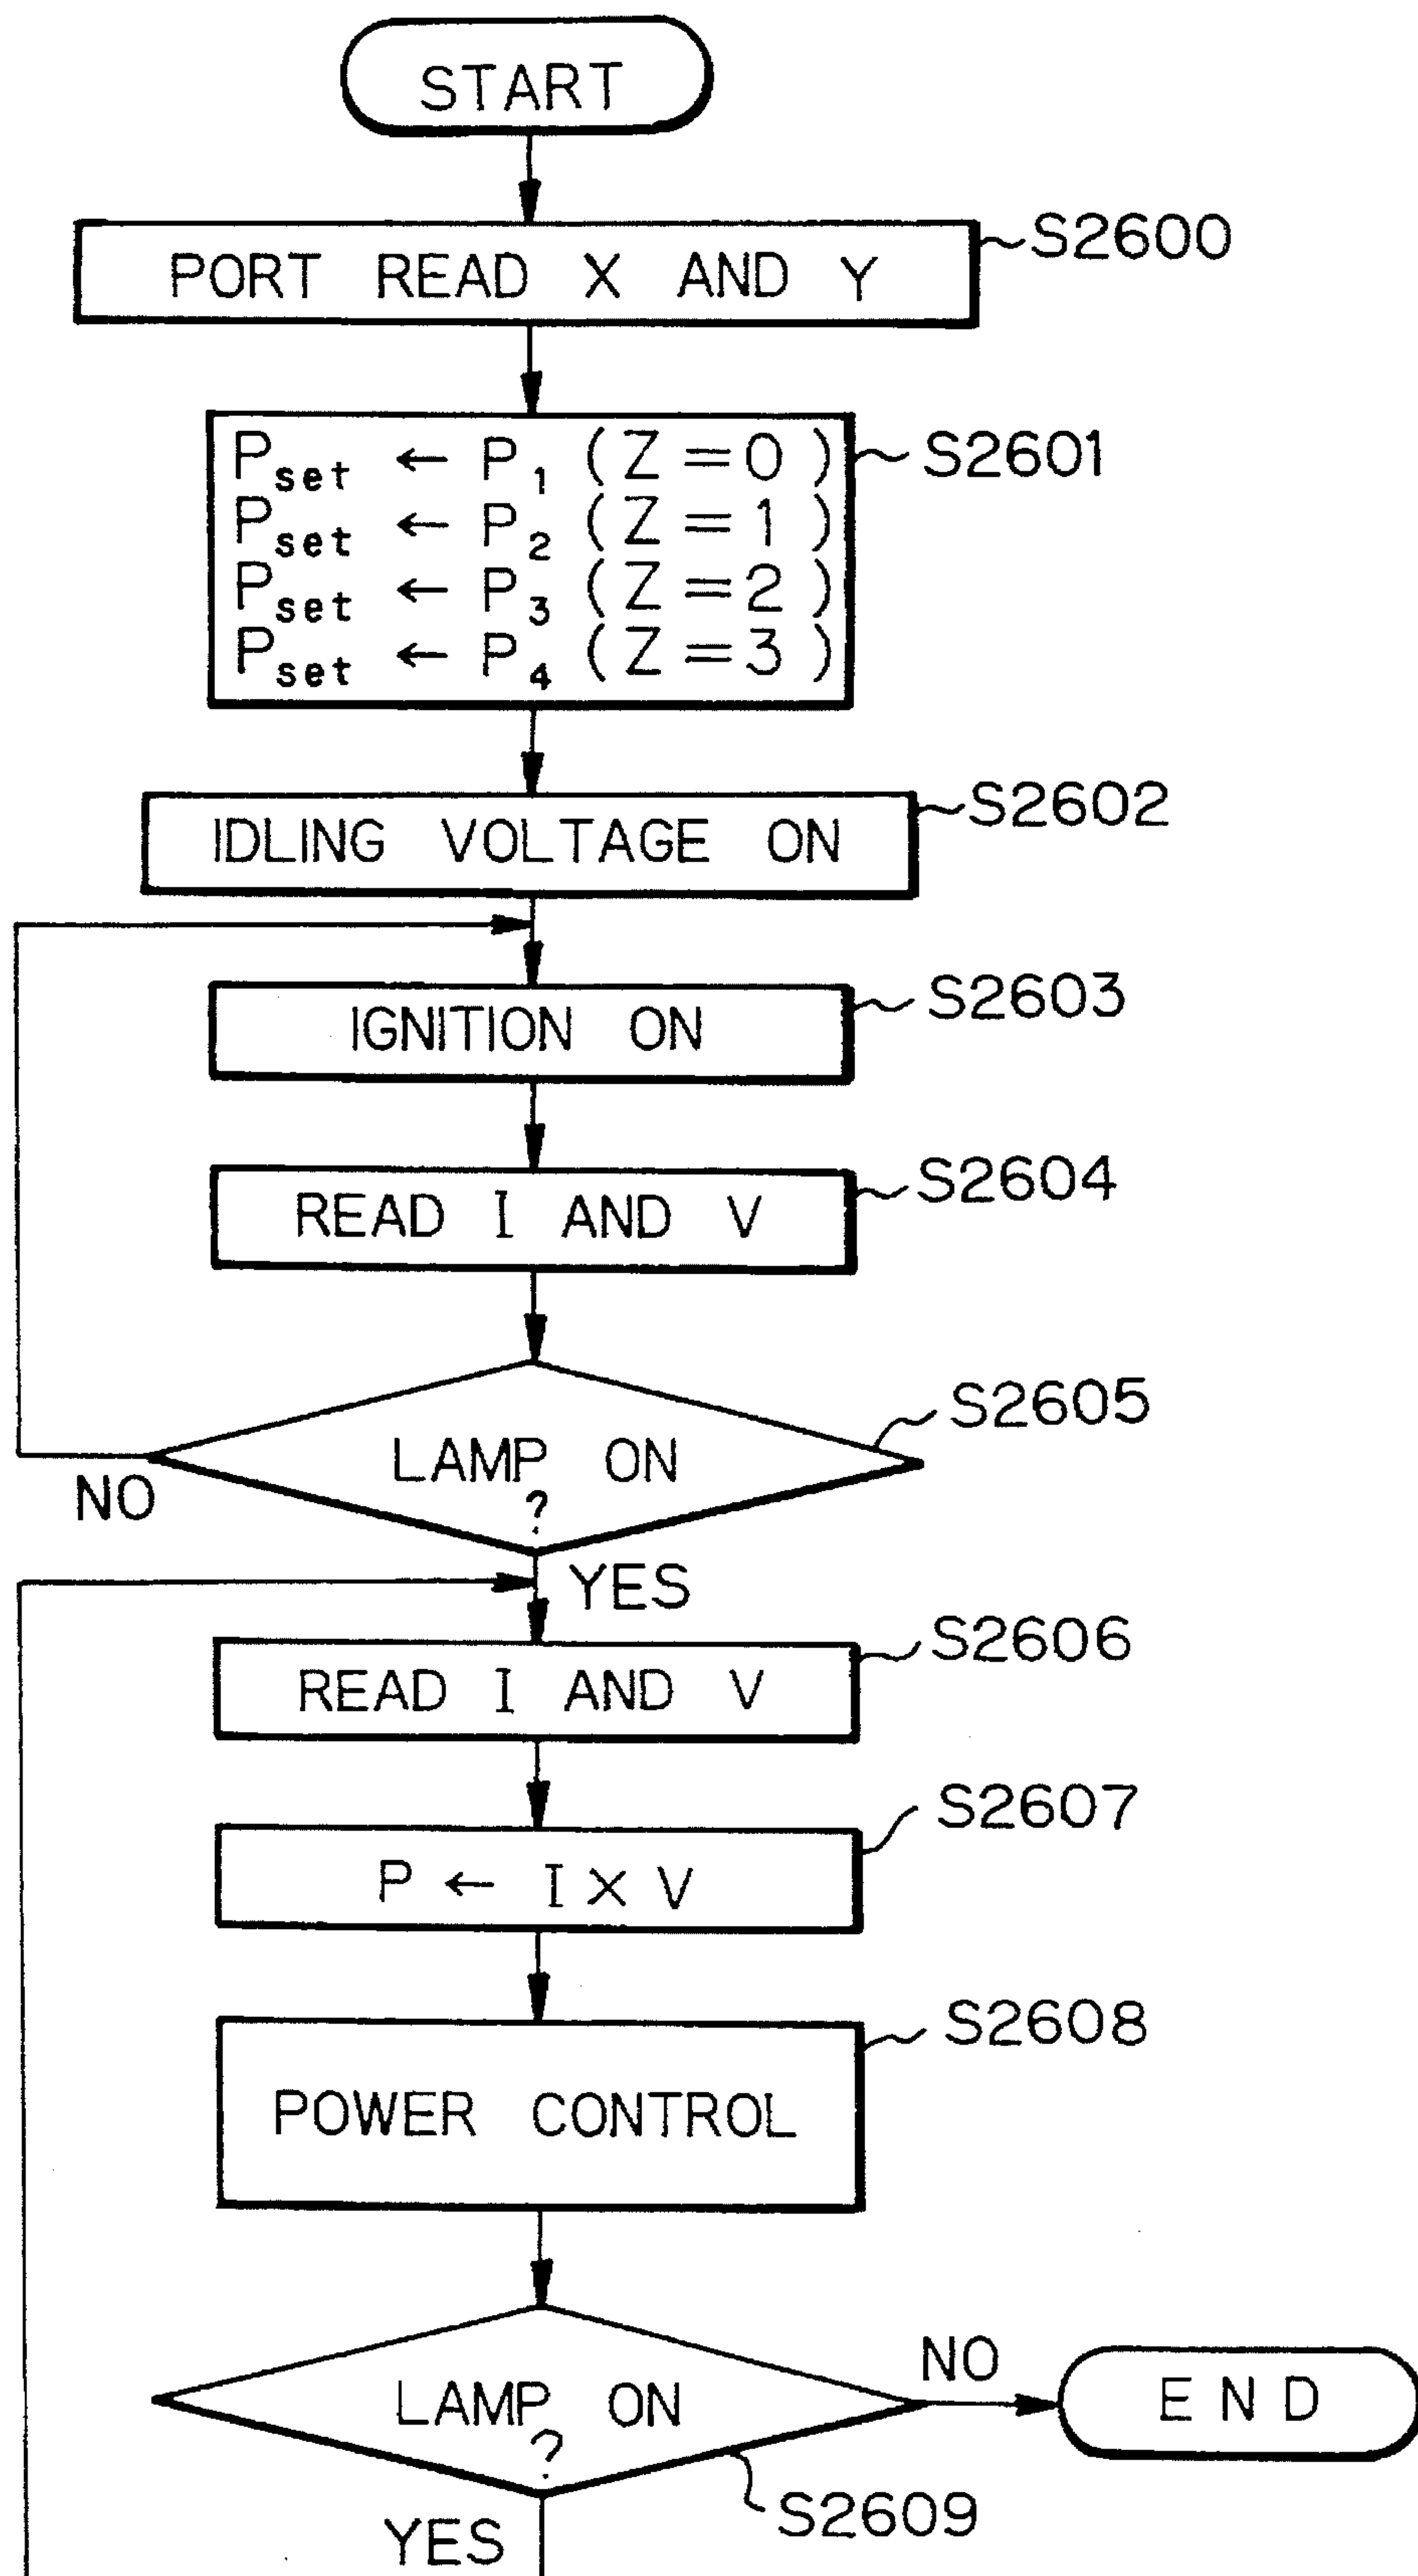 START
PORT READ X AND Y
S2600
Pset ← P1 (Z=0)
S2601
Pset ← P2 (Z=1)
Pset ← P3 (Z=2)
Pset ← P4 (Z=3)
IDLING VOLTAGE ON
S2602
IGNITION ON
S2603
READ I AND V
S2604
LAMP ON
?
S2605
NO
YES
READ I AND V
S2606
P ← I × V
S2607
POWER CONTROL
S2608
LAMP ON
?
NO
END
S2609
YES